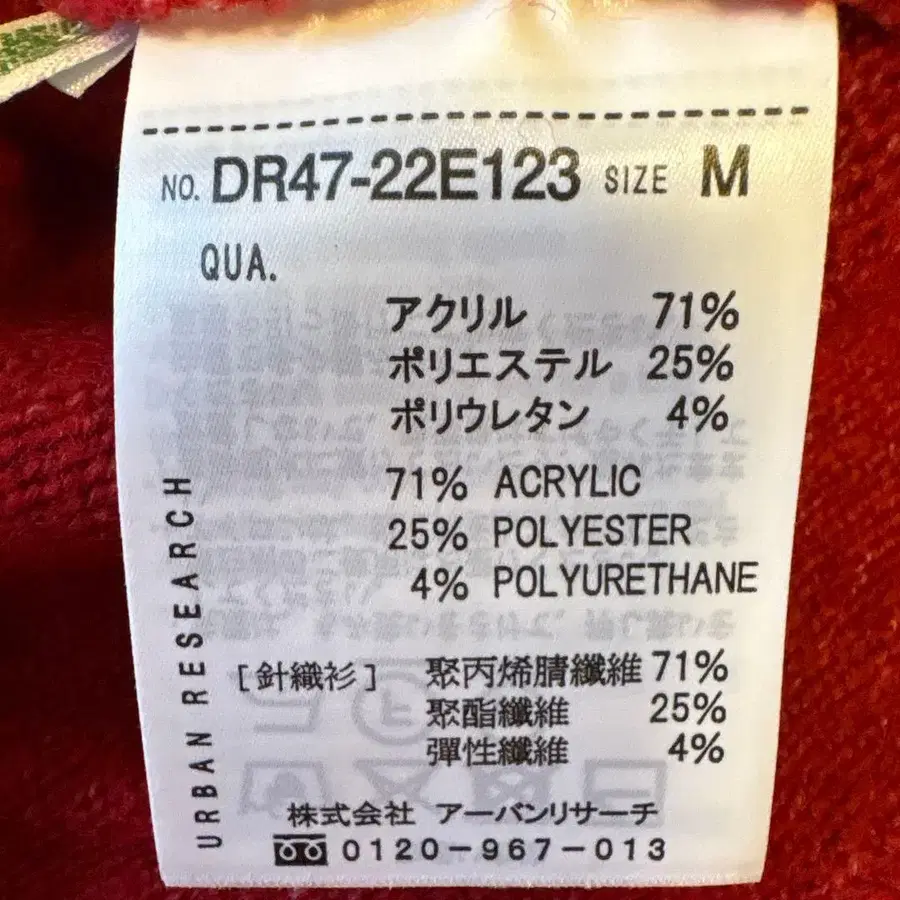 NO. DR47-22E123 SIZE M
QUA.
アクリル 71%
ポリエステル 25%
ポリウレタン 4%
71% ACRYLIC
25% POLYESTER
4% POLYURETHANE
[針織衫] 聚丙烯腈纖維 71%
聚酯纖維 25%
彈性纖維 4%
株式会社 アーバンリサーチ
0120-967-013
URBAN RESEARCH